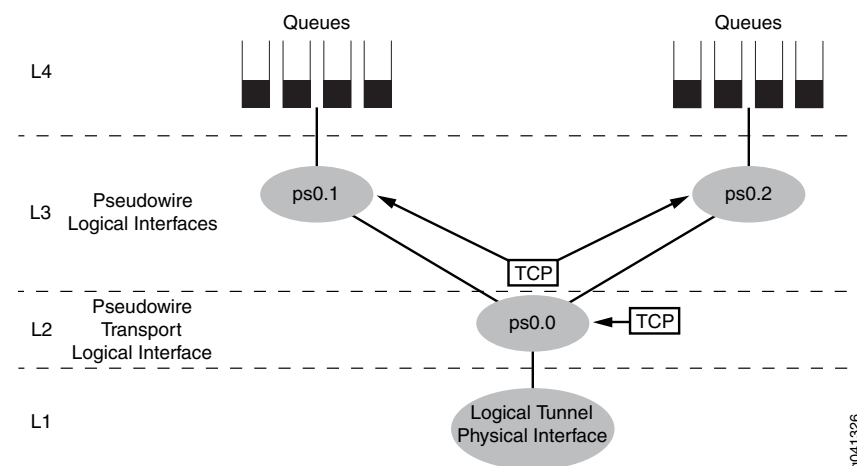 Queues
Queues
L4
ps0.1
ps0.2
L3
Pseudowire
Logical Interfaces
TCP
Pseudowire
Transport
Logical Interface
L2
ps0.0
TCP
L1
Logical Tunnel
Physical Interface
g041326